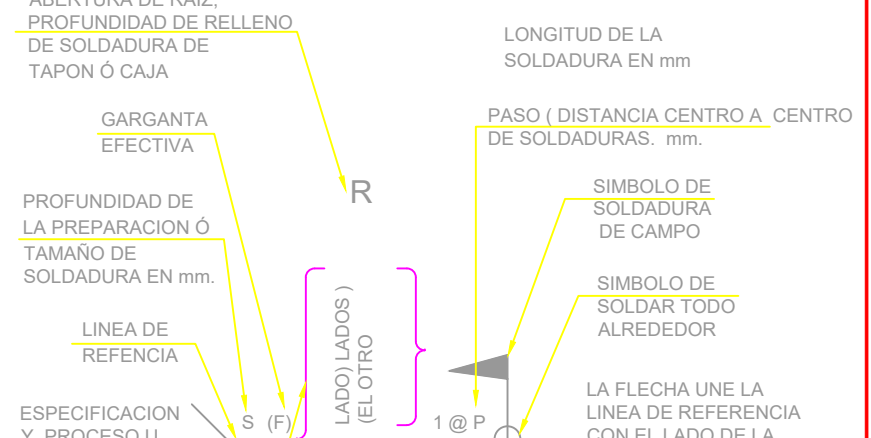 ABERTURA DE RAIZ,
PROFUNDIDAD DE RELLENO
DE SOLDADURA DE
TAPON Ó CAJA
LONGITUD DE LA
SOLDADURA EN mm
GARGANTA
EFECTIVA
PASO ( DISTANCIA CENTRO A CENTRO
DE SOLDADURAS. mm.
R
PROFUNDIDAD DE
LA PREPARACION Ó
TAMAÑO DE
SOLDADURA EN mm.
SIMBOLO DE
SOLDADURA
DE CAMPO
SIMBOLO DE
SOLDAR TODO
ALREDEDOR
LADO) LADOS )
(EL OTRO
LINEA DE
REFENCIA
S (F)
1 @ P
ESPECIFICACION
Y PROCESO U
LA FLECHA UNE LA
LINEA DE REFERENCIA
CON EL LADO DE LA